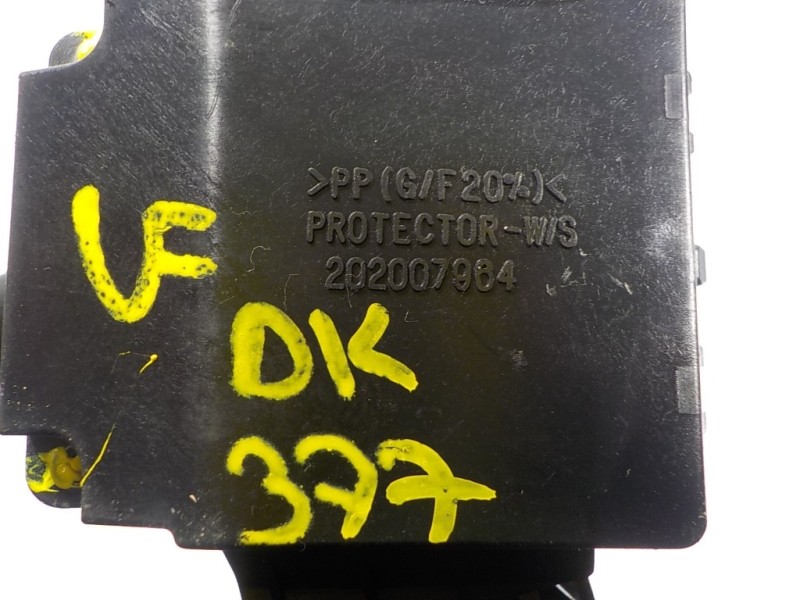 >PP(G/F20%)<
PROTECTOR-W/S
202007964
VF
DK
377